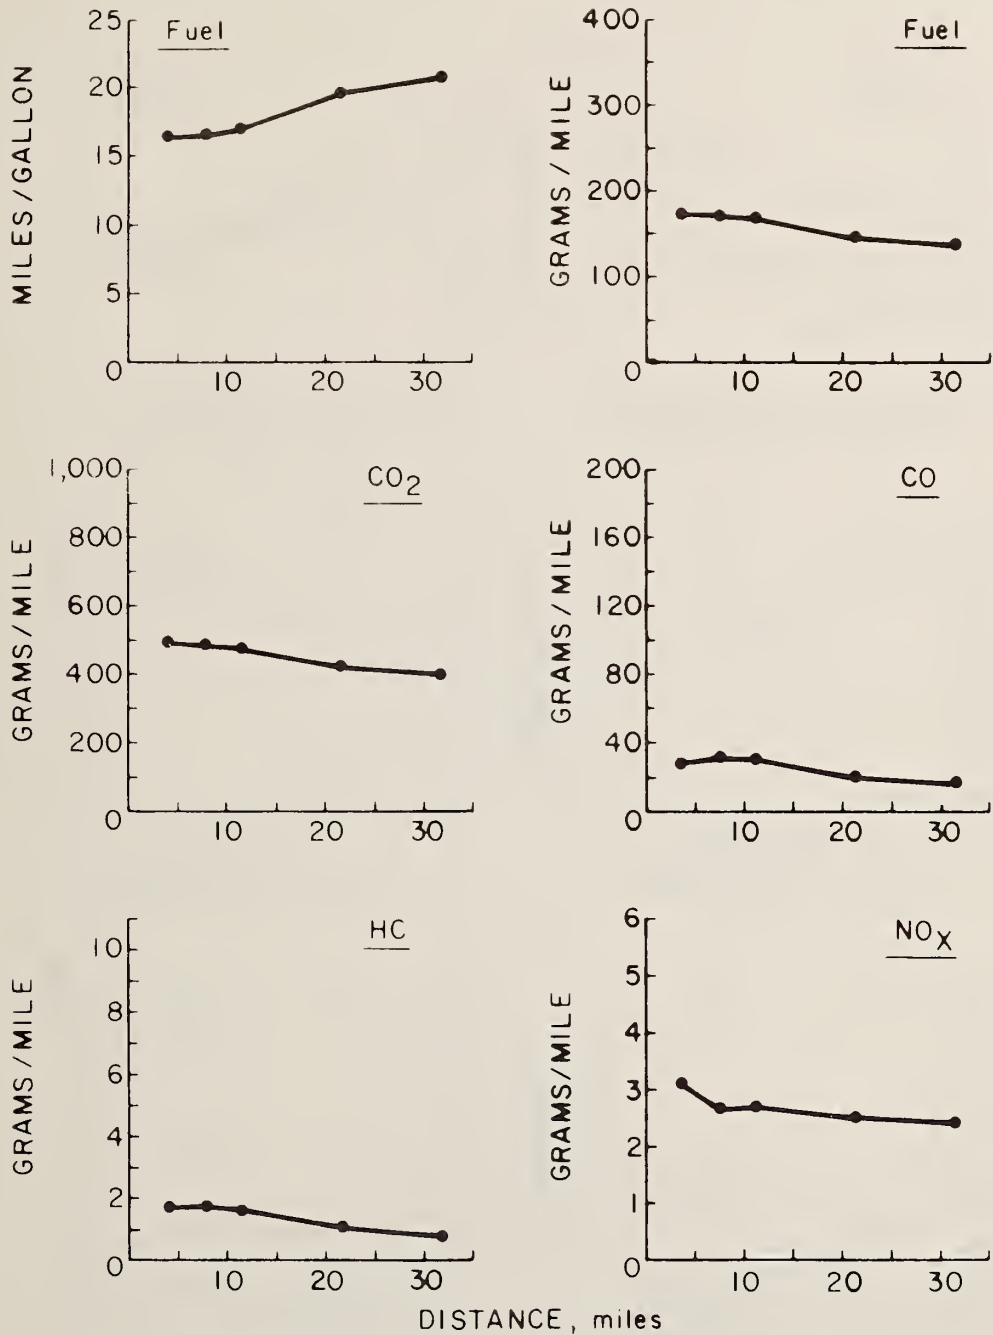 Fuel
MILES/GALLON
25
20
15
10
5
0
10 20 30
Fuel
GRAMS/MILE
400
300
200
100
0
10 20 30
CO2
GRAMS/MILE
1,000
800
600
400
200
0
10 20 30
CO
GRAMS/MILE
200
160
120
80
40
0
10 20 30
HC
GRAMS/MILE
10
8
6
4
2
0
10 20 30
NOX
GRAMS/MILE
6
5
4
3
2
1
0
10 20 30
DISTANCE, miles